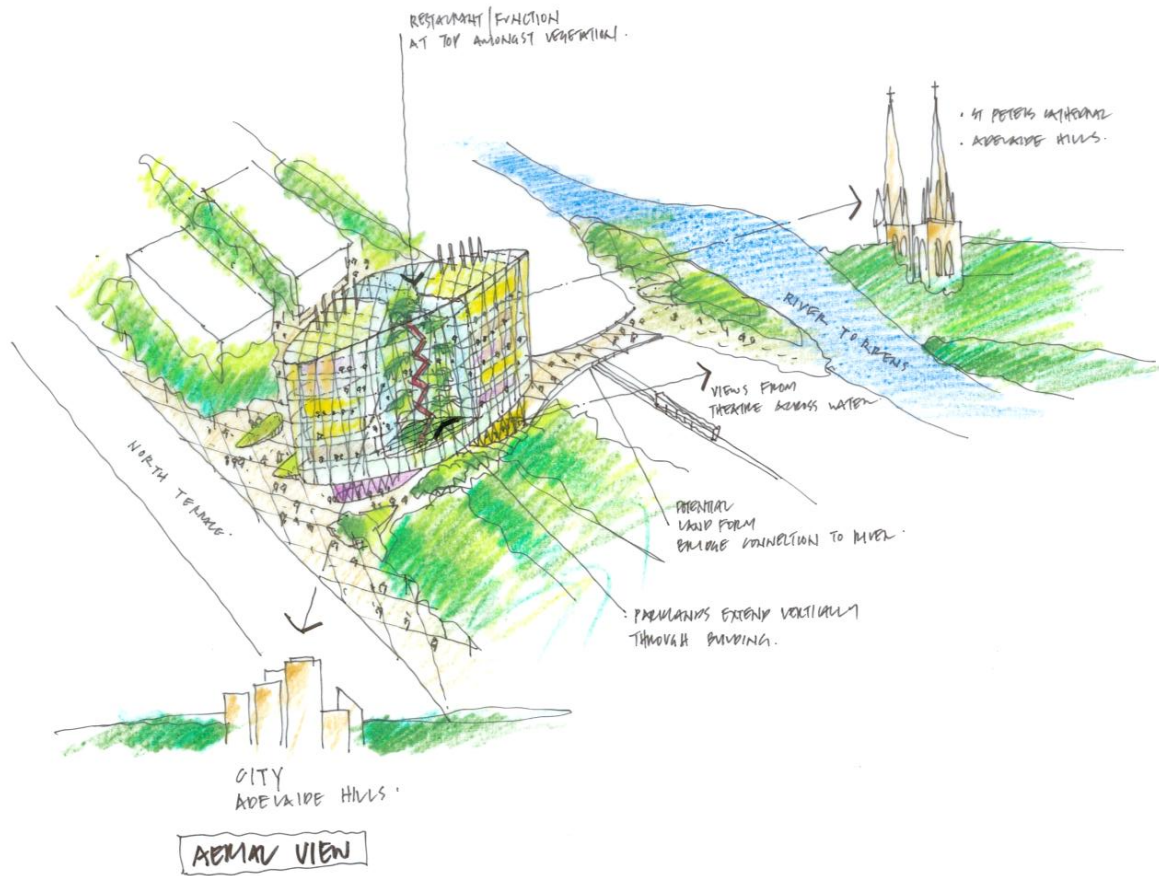 RESTAURANT/FUNCTION
AT TOP AMONGST VEGETATION.
· ST PETERS CATHEDRAL
· ADELAIDE HILLS.
RIVER TORRENS
VIEWS FROM
THEATRE ACROSS WATER
NORTH TERRACE.
POTENTIAL
LAND FORM
BRIDGE CONNECTION TO RIVER.
· PARKLANDS EXTEND VERTICALLY
THROUGH BUILDING.
CITY
ADELAIDE HILLS.
AERIAL VIEW